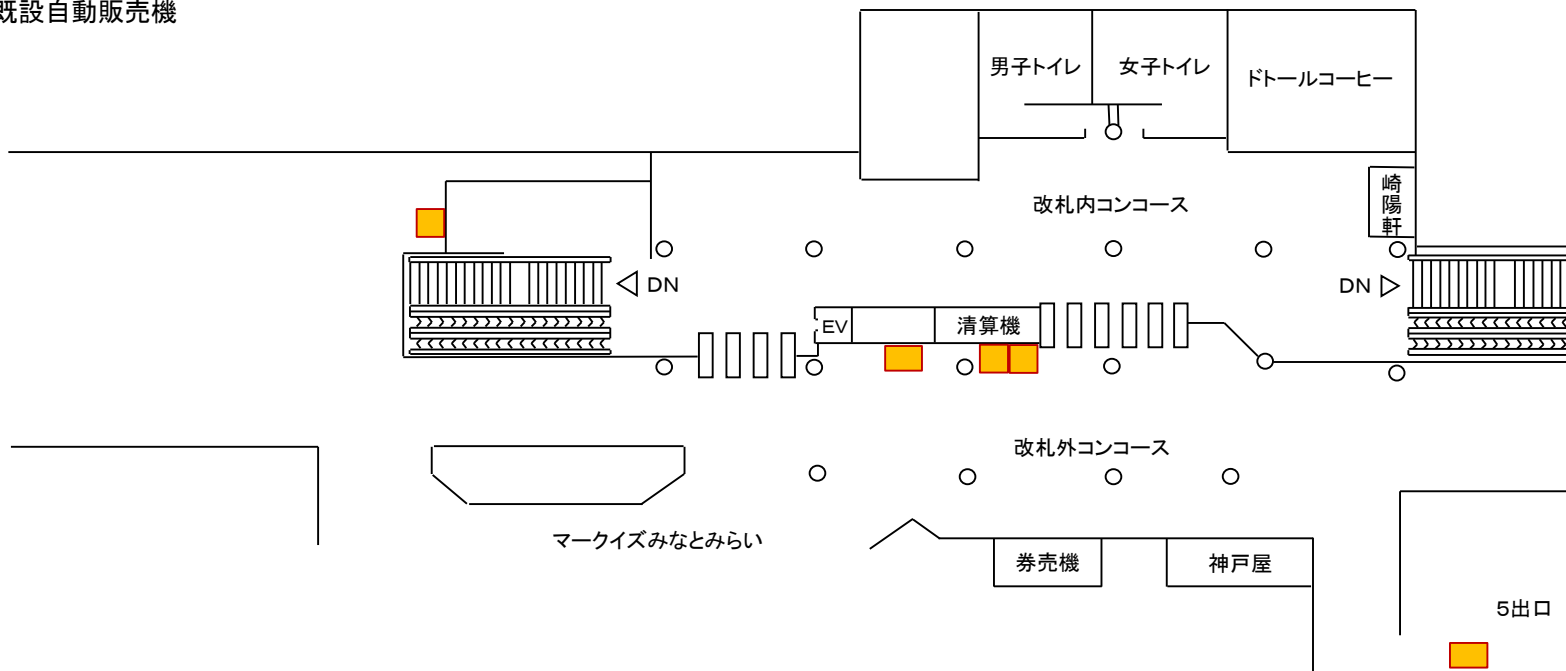 既設自動販売機
男子トイレ
女子トイレ
ドトールコーヒー
改札内コンコース
崎陽軒
DN
DN
EV
清算機
改札外コンコース
マークイズみなとみらい
券売機
神戸屋
5出口